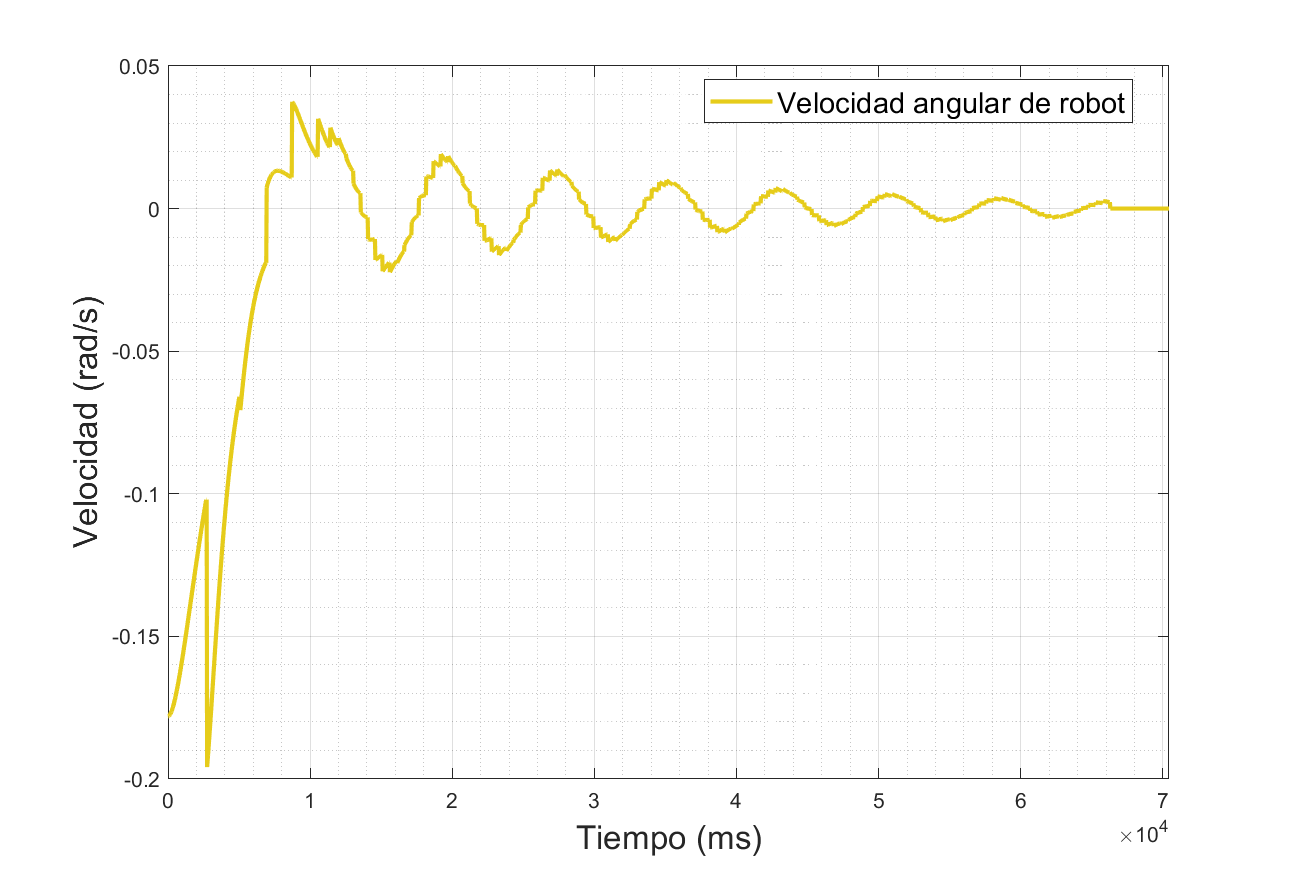 Velocidad angular de robot
0.05
0
-0.05
-0.1
-0.15
-0.2
Velocidad (rad/s)
0 1 2 3 4 5 6 7
×10⁴
Tiempo (ms)